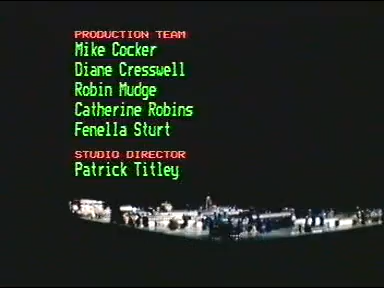 PRODUCTION TEAM
Mike Cocker
Diane Cresswell
Robin Mudge
Catherine Robins
Fenella Sturt
STUDIO DIRECTOR
Patrick Titley